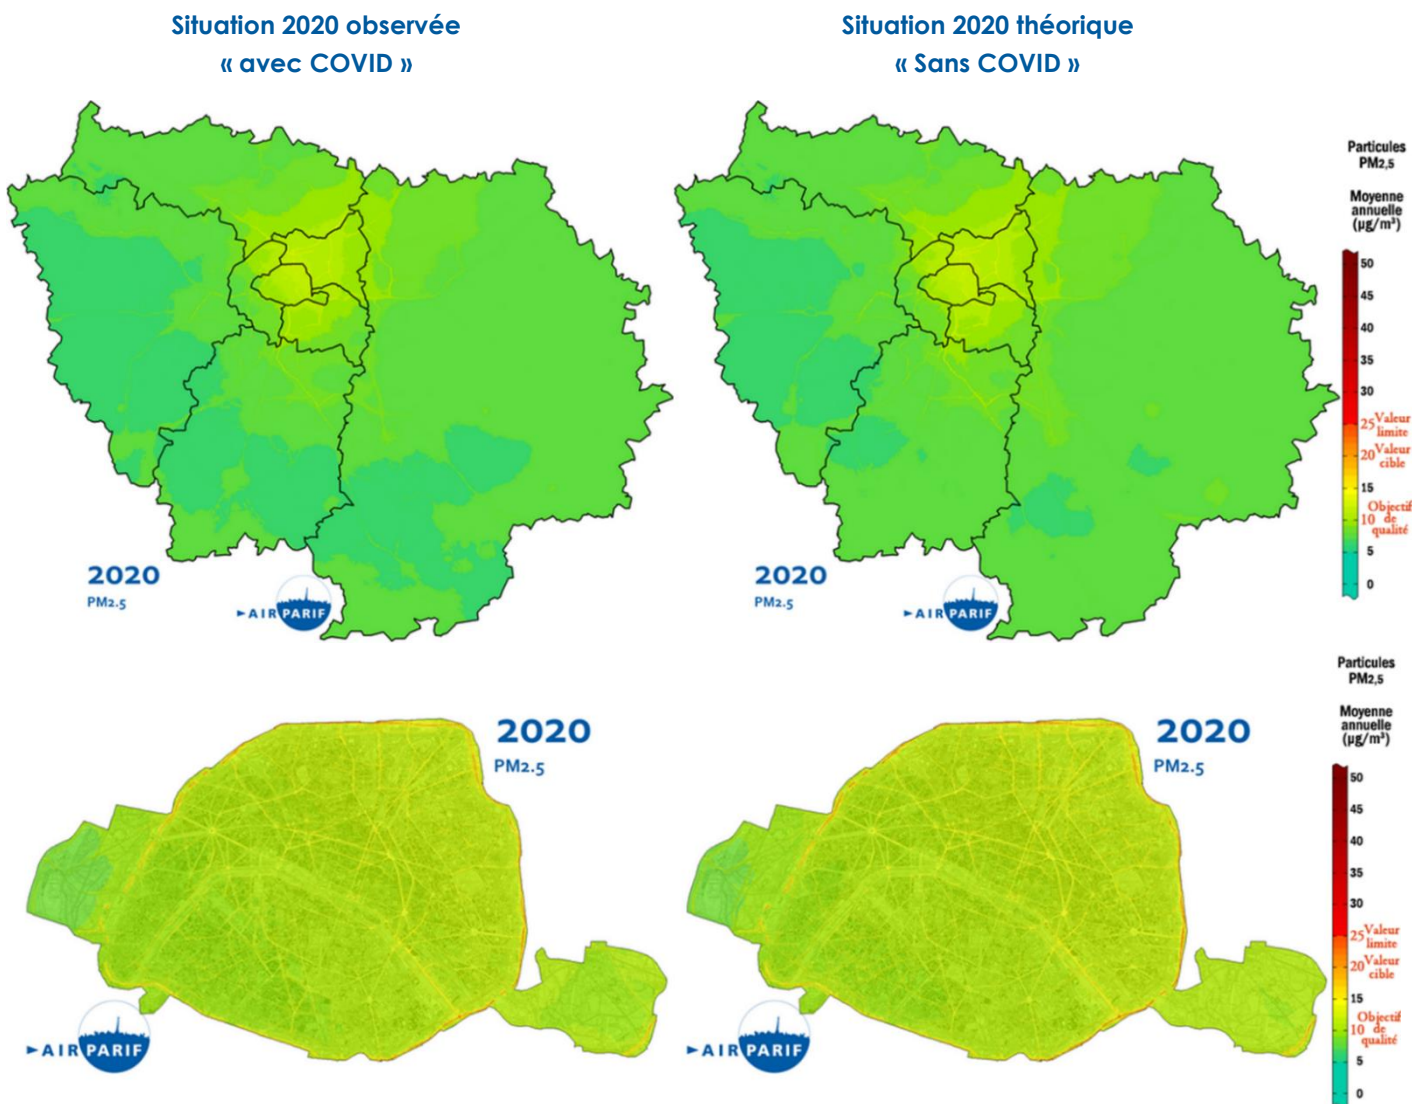 Situation 2020 observée
« avec COVID »
Situation 2020 théorique
« Sans COVID »
Particules
PM2,5
Moyenne
annuelle
(µg/m³)
50
45
40
35
30
25 Valeur
limite
20 Valeur
cible
15
Objectif
10 de
qualité
5
0
2020
PM2.5
►AIR PARIF
2020
PM2.5
►AIR PARIF
2020
PM2.5
►AIR PARIF
2020
PM2.5
►AIR PARIF
Particules
PM2,5
Moyenne
annuelle
(µg/m³)
50
45
40
35
30
25 Valeur
limite
20 Valeur
cible
15
Objectif
10 de
qualité
5
0